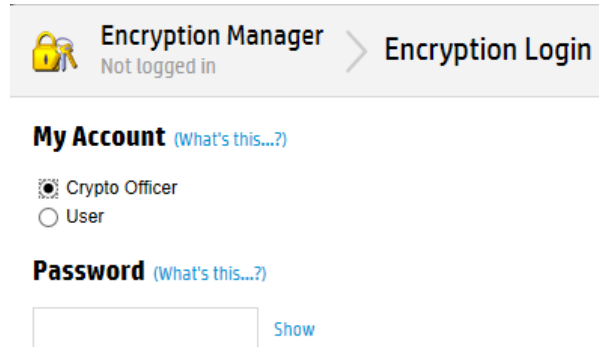 Encryption Manager
Not logged in
Encryption Login
My Account (What's this...?)
Crypto Officer
User
Password (What's this...?)
Show